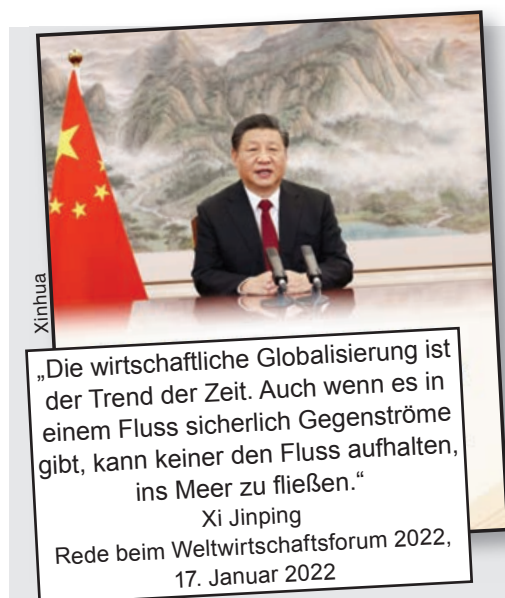 Xinhua
„Die wirtschaftliche Globalisierung ist
der Trend der Zeit. Auch wenn es in
einem Fluss sicherlich Gegenströme
gibt, kann keiner den Fluss aufhalten,
ins Meer zu fließen.“
Xi Jinping
Rede beim Weltwirtschaftsforum 2022,
17. Januar 2022